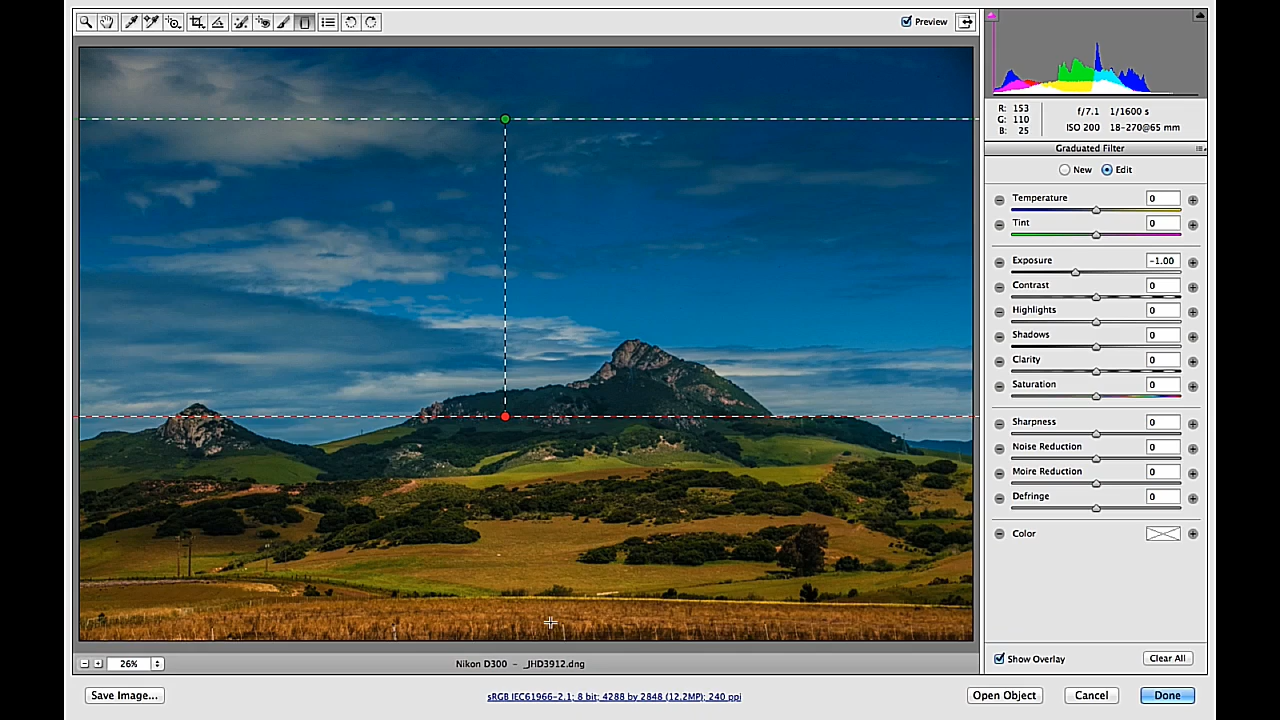 Preview
R: 153
G: 110
B: 25
f/7.1 1/1600 s
ISO 200 18-270@65 mm
Graduated Filter
New Edit
Temperature 0
Tint 0
Exposure -1.00
Contrast 0
Highlights 0
Shadows 0
Clarity 0
Saturation 0
Sharpness 0
Noise Reduction 0
Moire Reduction 0
Defringe 0
Color
26%
Nikon D300 - _JHD3912.dng
Show Overlay
Clear All
Save Image...
sRGB IEC61966-2.1; 8 bit; 4288 by 2848 (12.2MP); 240 ppi
Open Object
Cancel
Done